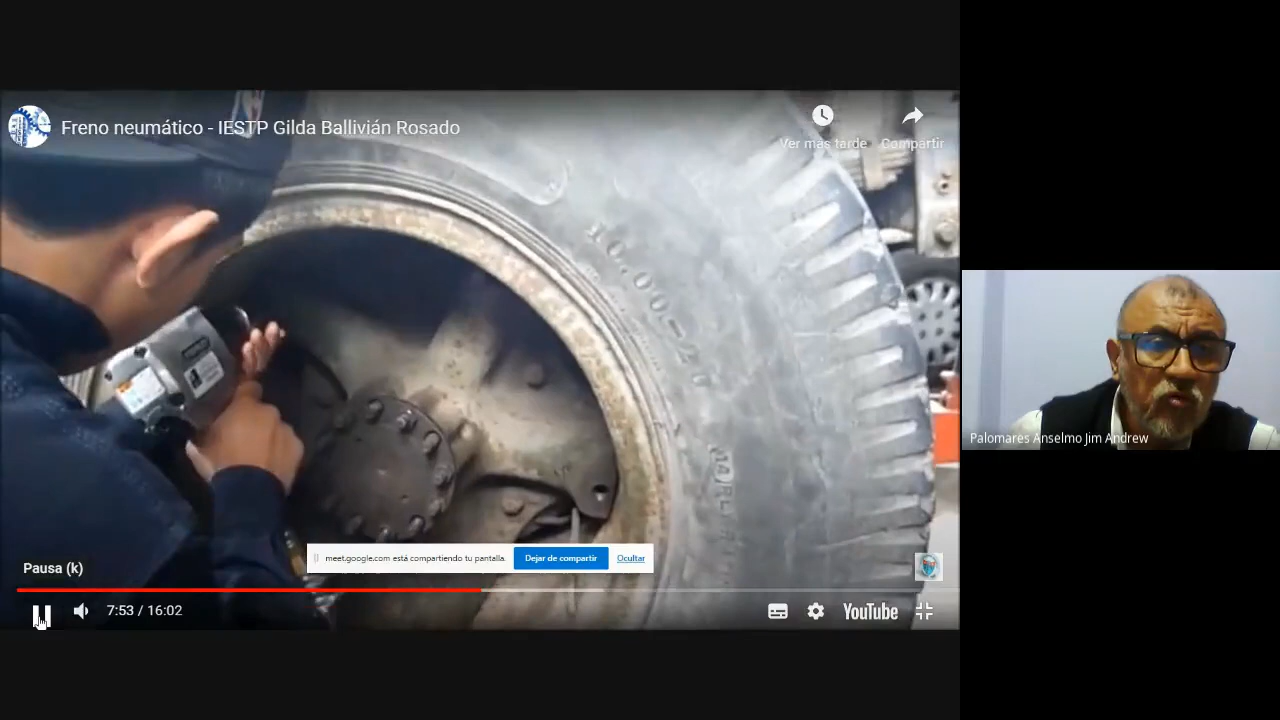 Freno neumático - IESTP Gilda Ballivián Rosado
Ver más tarde
Compartir
10.00-20
meet.google.com está compartiendo tu pantalla.
Dejar de compartir
Ocultar
Palomares Anselmo Jim Andrew
Pausa (k)
7:53 / 16:02
YouTube